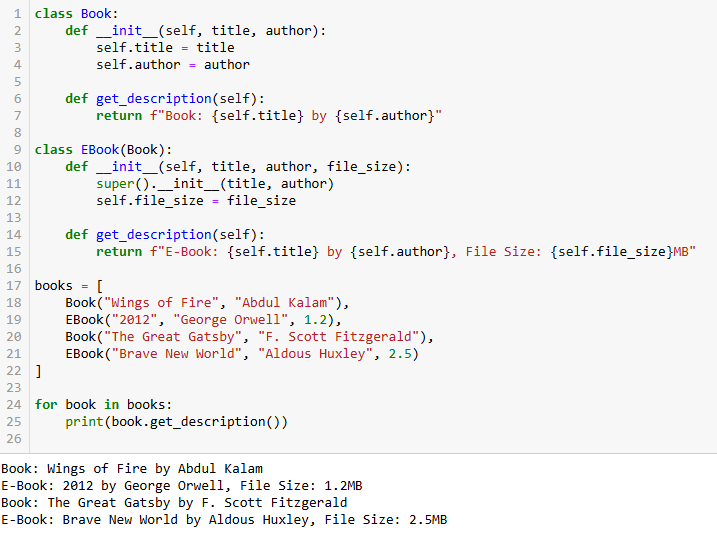 1 class Book:
2     def __init__(self, title, author):
3         self.title = title
4         self.author = author
5
6     def get_description(self):
7         return f"Book: {self.title} by {self.author}"
8
9 class EBook(Book):
10     def __init__(self, title, author, file_size):
11         super().__init__(title, author)
12         self.file_size = file_size
13
14     def get_description(self):
15         return f"E-Book: {self.title} by {self.author}, File Size: {self.file_size}MB"
16
17 books = [
18     Book("Wings of Fire", "Abdul Kalam"),
19     EBook("2012", "George Orwell", 1.2),
20     Book("The Great Gatsby", "F. Scott Fitzgerald"),
21     EBook("Brave New World", "Aldous Huxley", 2.5)
22 ]
23
24 for book in books:
25     print(book.get_description())
26
Book: Wings of Fire by Abdul Kalam
E-Book: 2012 by George Orwell, File Size: 1.2MB
Book: The Great Gatsby by F. Scott Fitzgerald
E-Book: Brave New World by Aldous Huxley, File Size: 2.5MB